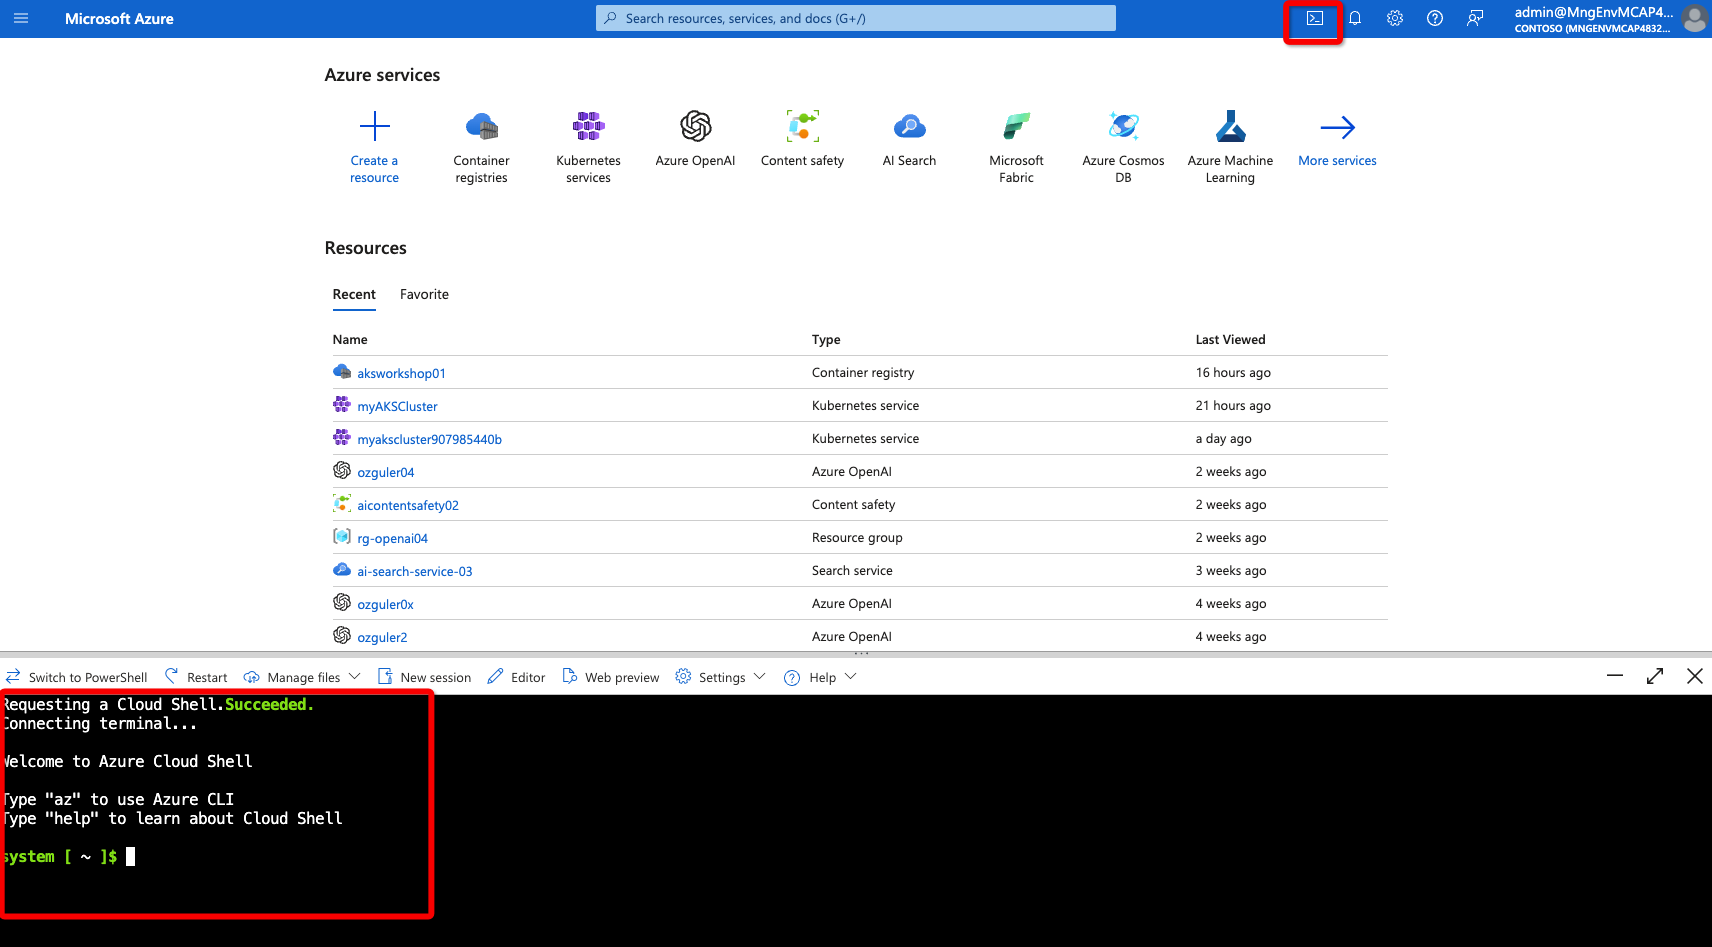 Microsoft Azure
Search resources, services, and docs (G+/)
admin@MngEnvMCAP4...
CONTOSO (MNGENVMCAP4832...
Azure services
Create a
resource
Container
registries
Kubernetes
services
Azure OpenAI
Content safety
AI Search
Microsoft
Fabric
Azure Cosmos
DB
Azure Machine
Learning
More services
Resources
Recent Favorite
Name Type Last Viewed
aksworkshop01 Container registry 16 hours ago
myAKSCluster Kubernetes service 21 hours ago
myakscluster907985440b Kubernetes service a day ago
ozguler04 Azure OpenAI 2 weeks ago
aicontentsafety02 Content safety 2 weeks ago
rg-openai04 Resource group 2 weeks ago
ai-search-service-03 Search service 3 weeks ago
ozguler0x Azure OpenAI 4 weeks ago
ozguler2 Azure OpenAI 4 weeks ago
Switch to PowerShell Restart Manage files New session Editor Web preview Settings Help
Requesting a Cloud Shell.Succeeded.
Connecting terminal...
Welcome to Azure Cloud Shell
Type "az" to use Azure CLI
Type "help" to learn about Cloud Shell
system [ ~ ]$